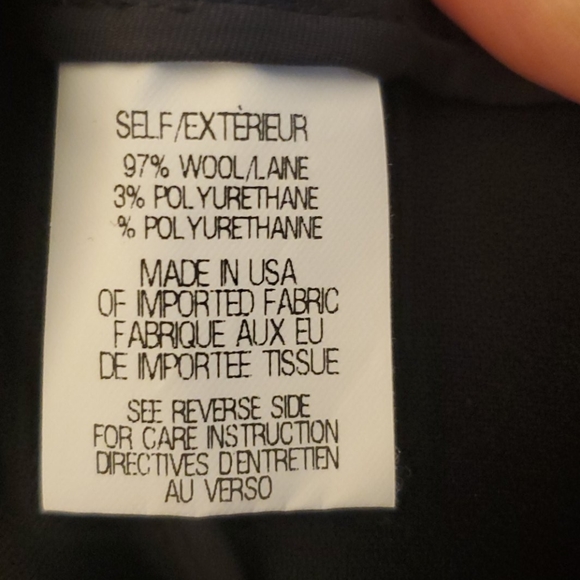 SELF/EXTÈRIEUR
97% WOOL/LAINE
3% POLYURETHANE
% POLYURETHANNE
MADE IN USA
OF IMPORTED FABRIC
FABRIQUE AUX EU
DE IMPORTEE TISSUE
SEE REVERSE SIDE
FOR CARE INSTRUCTION
DIRECTIVES D'ENTRETIEN
AU VERSO